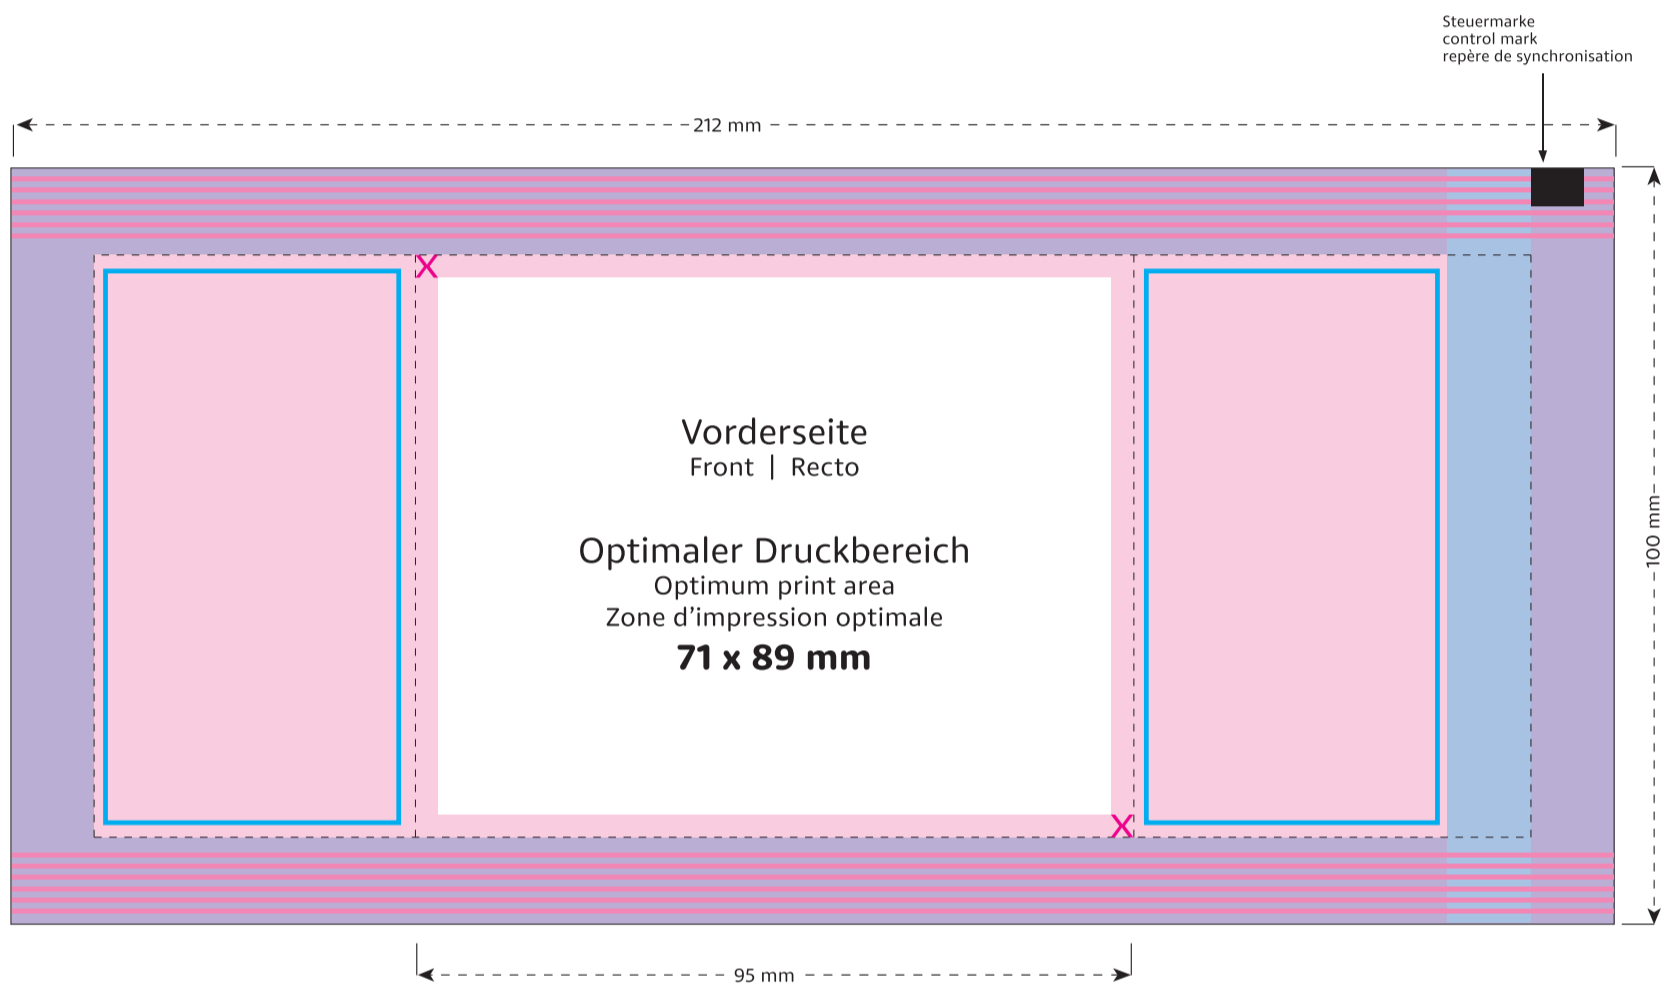 Steuermarke
control mark
repère de synchronisation
212 mm
X
Vorderseite
Front | Recto
Optimaler Druckbereich
Optimum print area
Zone d’impression optimale
71 x 89 mm
100 mm
X
95 mm